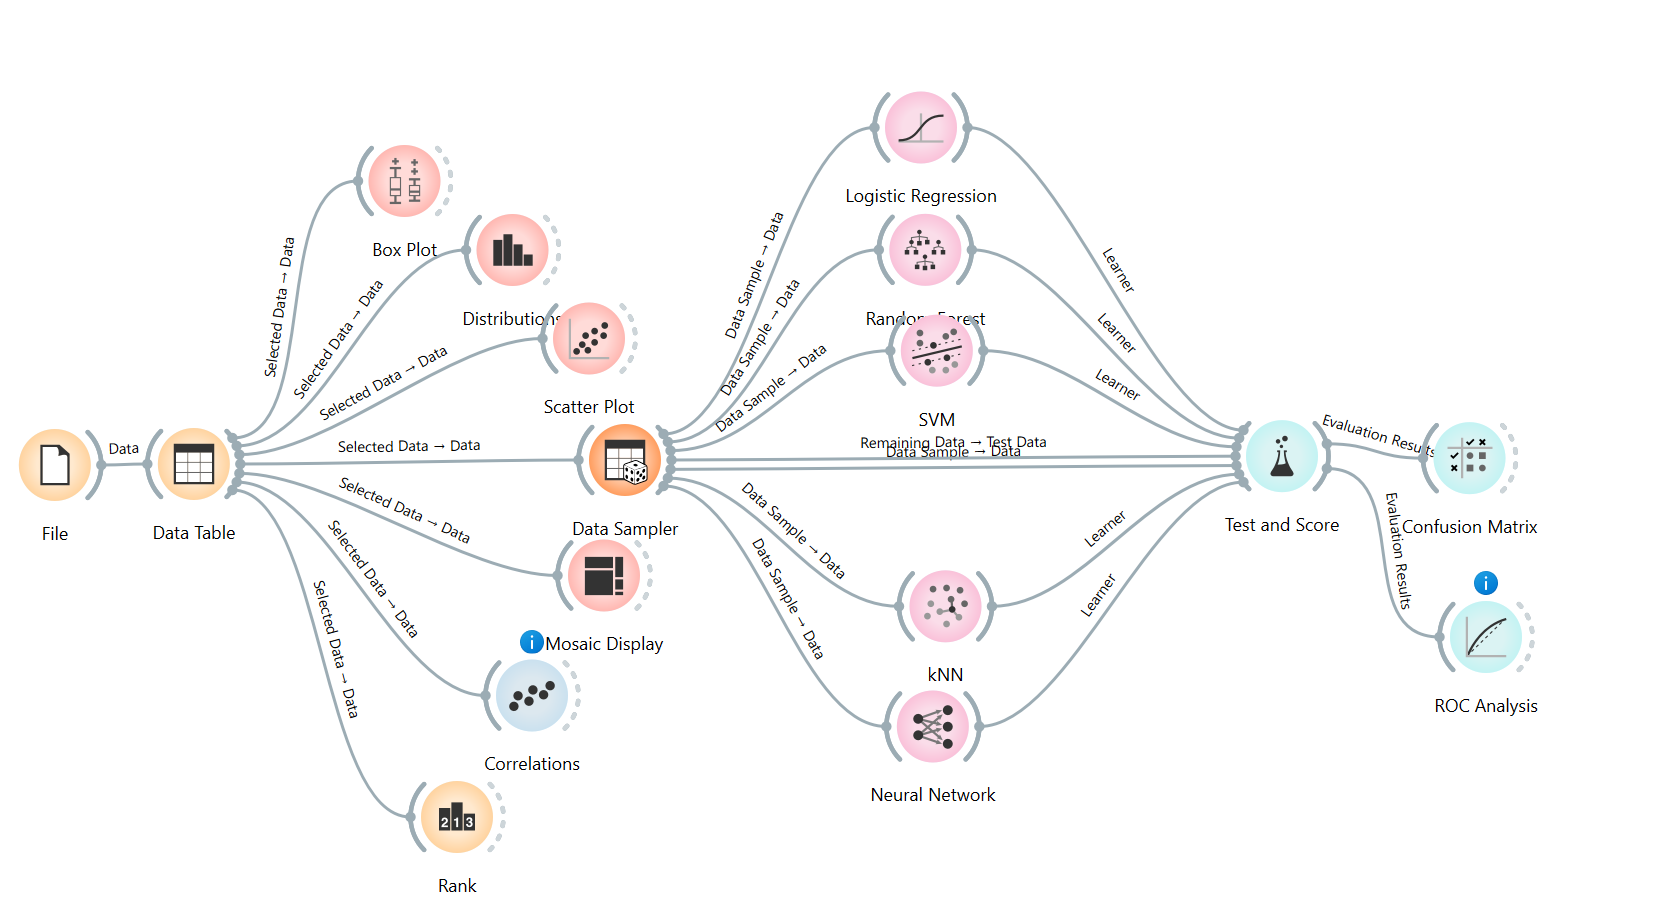 Logistic Regression
Box Plot
Data Sample → Data
Learner
Selected Data → Data
Distributions
Selected Data → Data
Random Forest
Data Sample → Data
Learner
Selected Data → Data
Scatter Plot
Data Sample → Data
Learner
SVM
File
Data
Data Table
Selected Data → Data
Data Sampler
Remaining Data → Test Data
Data Sample → Data
Test and Score
Evaluation Results
Confusion Matrix
Evaluation Results
ROC Analysis
Selected Data → Data
Mosaic Display
Data Sample → Data
Learner
kNN
Selected Data → Data
Correlations
Data Sample → Data
Learner
Neural Network
Selected Data → Data
2 1 3
Rank
i
i